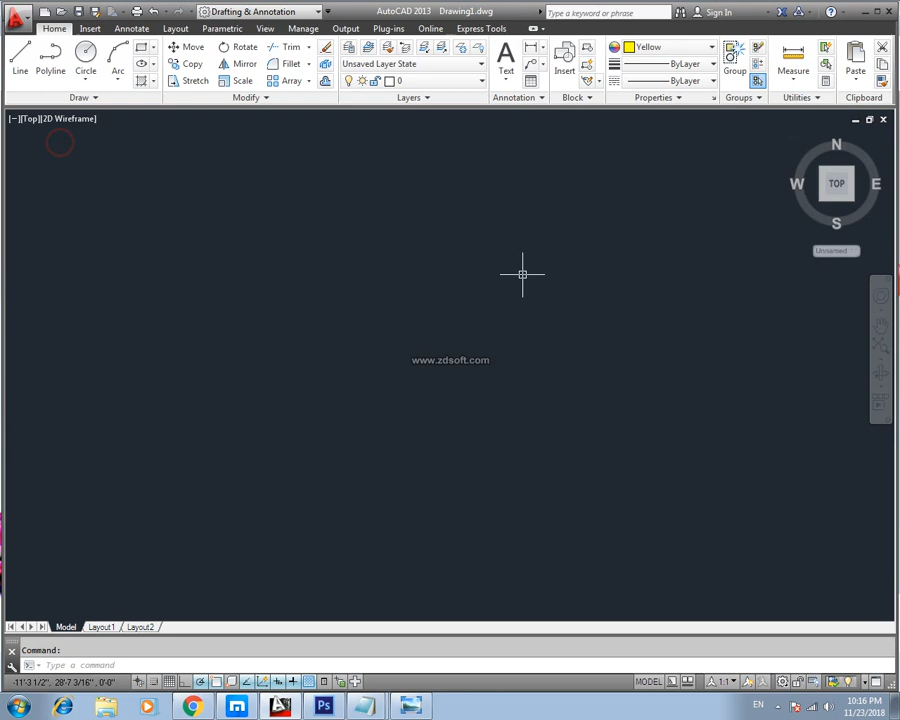 Drafting & Annotation
AutoCAD 2013 Drawing1.dwg
Type a keyword or phrase
Sign In
Home Insert Annotate Layout Parametric View Manage Output Plug-ins Online Express Tools
Line Polyline Circle Arc
Move Rotate Trim
Copy Mirror Fillet
Stretch Scale Array
Unsaved Layer State
0
Text
Insert
Yellow
ByLayer
ByLayer
Group
Measure
Paste
Draw Modify Layers Annotation Block Properties Groups Utilities Clipboard
[−][Top][2D Wireframe]
N
W TOP E
S
Unnamed
www.zdsoft.com
Model Layout1 Layout2
Command:
Type a command
-11'-3 1/2", 28'-7 3/16", 0'-0"
MODEL
1:1
EN
10:16 PM
11/23/2018